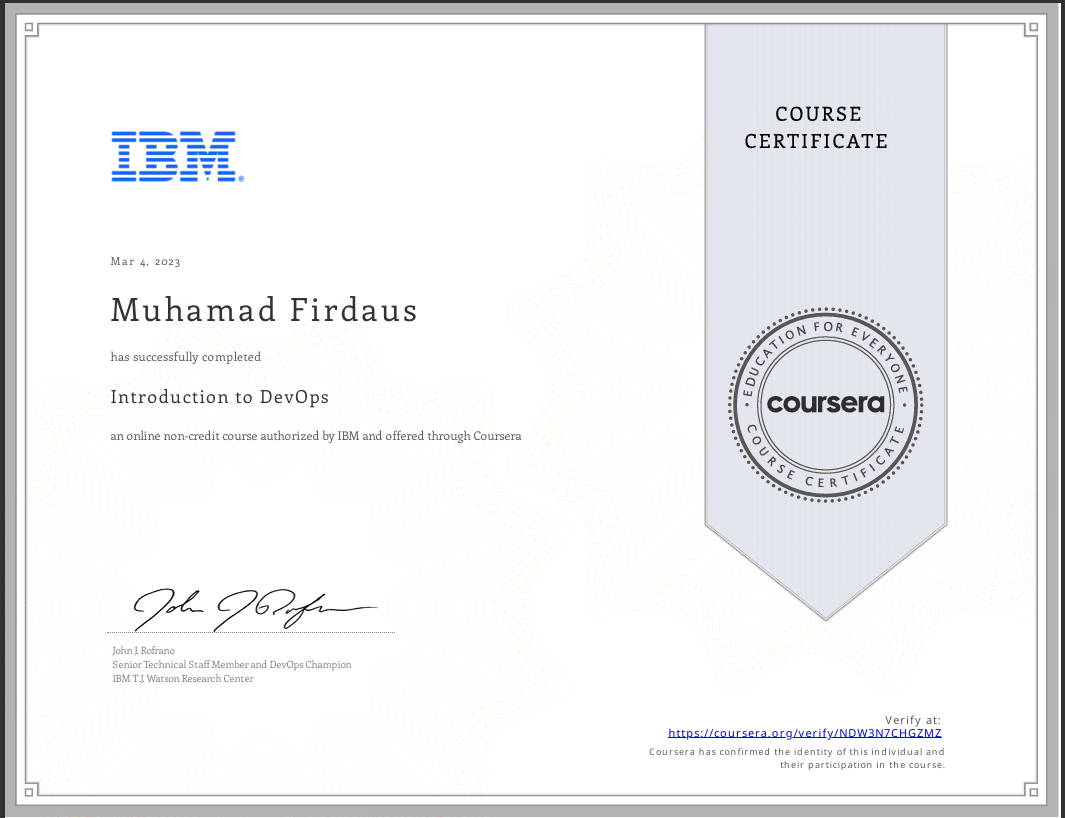 IBM®
Mar 4, 2023
Muhamad Firdaus
has successfully completed
Introduction to DevOps
an online non-credit course authorized by IBM and offered through Coursera
John J Rofrano
John J. Rofrano
Senior Technical Staff Member and DevOps Champion
IBM T.J. Watson Research Center
COURSE
CERTIFICATE
• EDUCATION FOR EVERYONE •
coursera
COURSE CERTIFICATE
Verify at:
https://coursera.org/verify/NDW3N7CHGZMZ
Coursera has confirmed the identity of this individual and
their participation in the course.